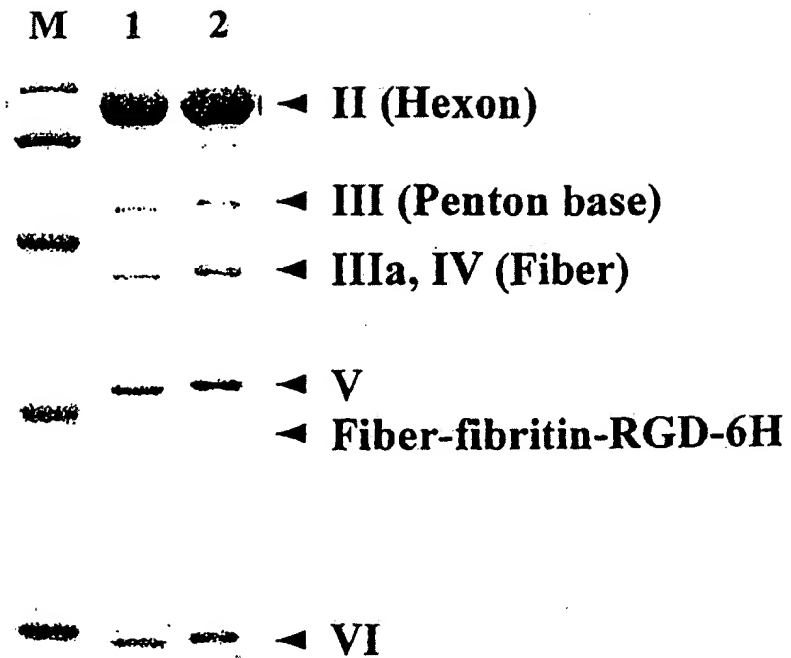 M 1 2
II (Hexon)
III (Penton base)
IIIa, IV (Fiber)
V
Fiber-fibritin-RGD-6H
VI